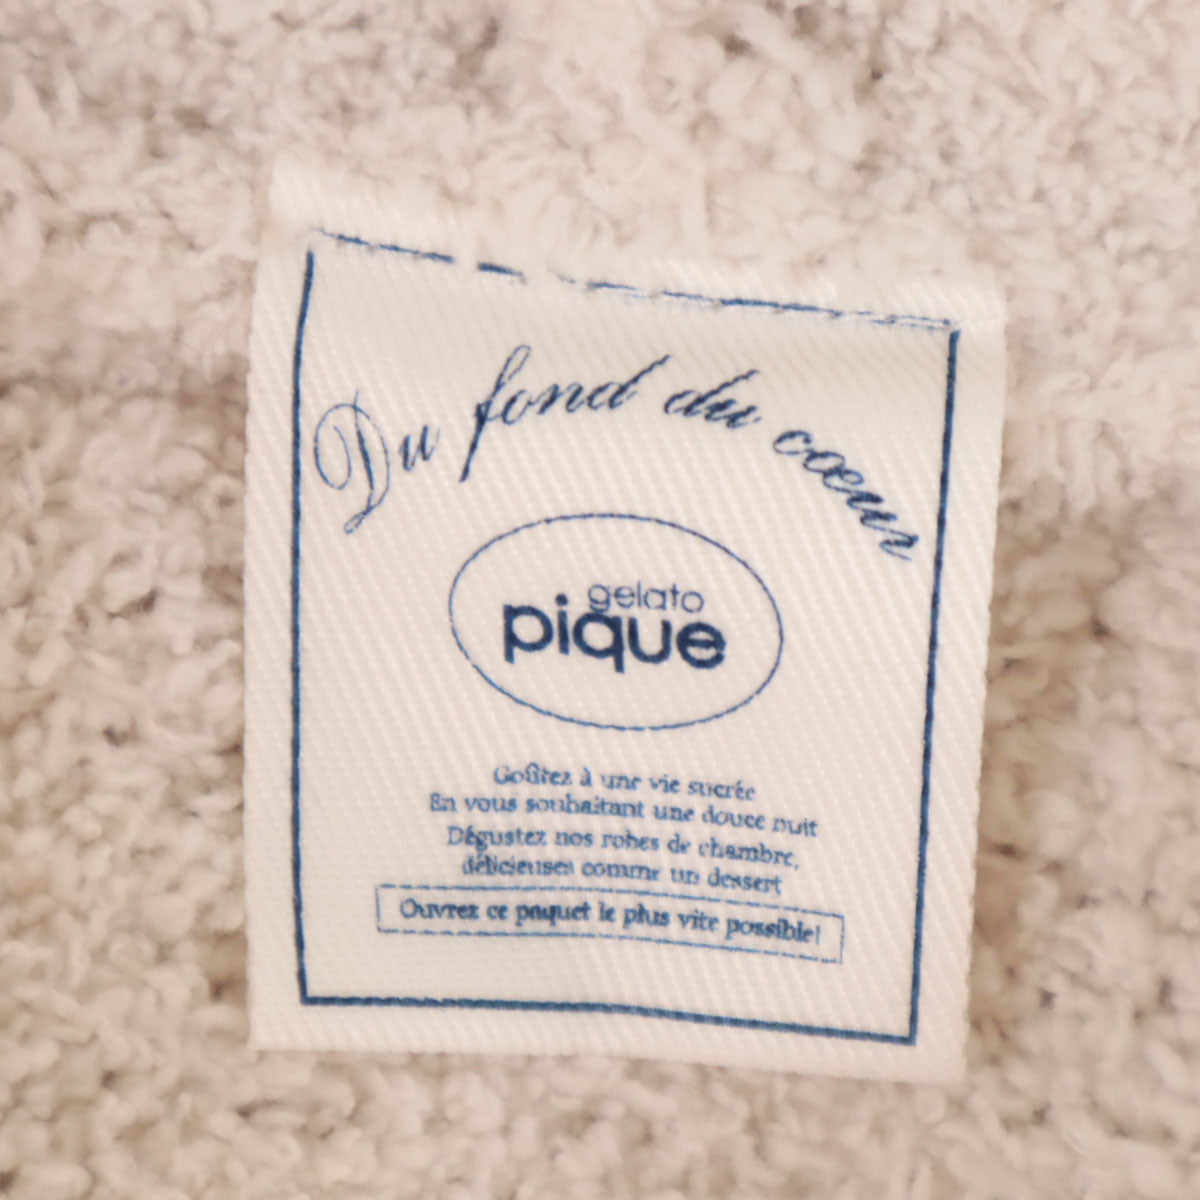 Du fond du cœur
gelato
pique
Goûtez à une vie sucrée
En vous souhaitant une douce nuit
Dégustez nos robes de chambre,
délicieuses comme un dessert
Ouvrez ce paquet le plus vite possible!